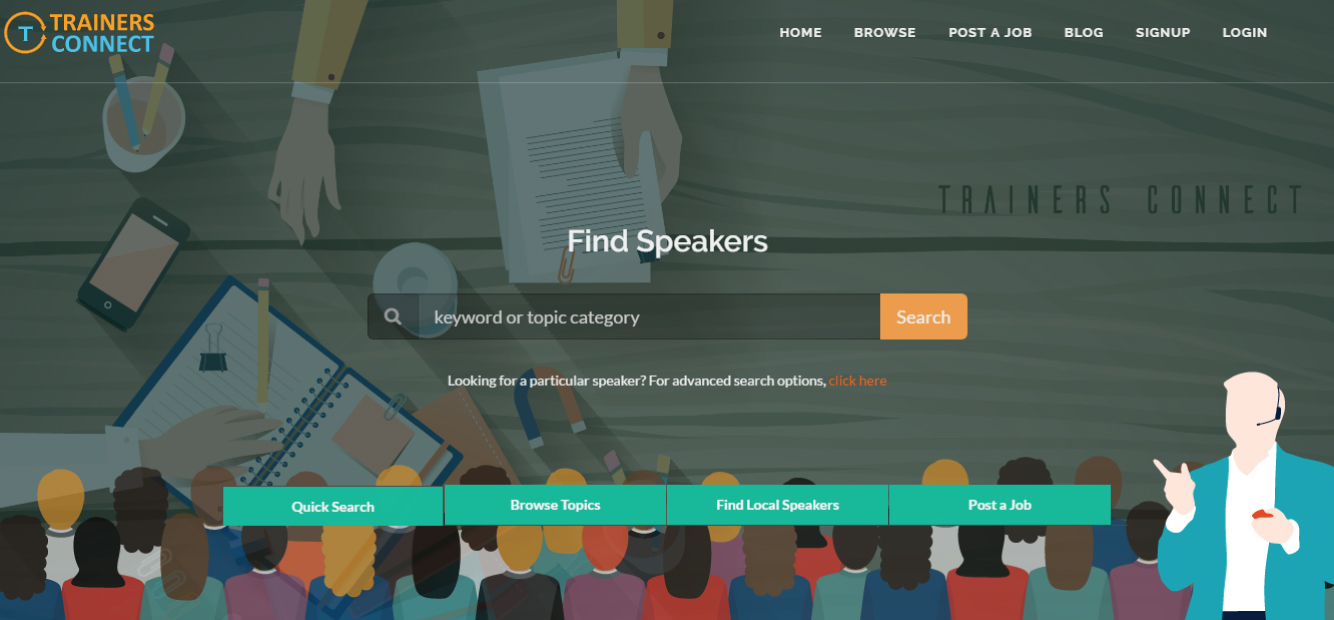 T
TRAINERS
CONNECT
HOME
BROWSE
POST A JOB
BLOG
SIGNUP
LOGIN
TRAINERS CONNECT
Find Speakers
keyword or topic category
Search
Looking for a particular speaker? For advanced search options, click here
Quick Search
Browse Topics
Find Local Speakers
Post a Job